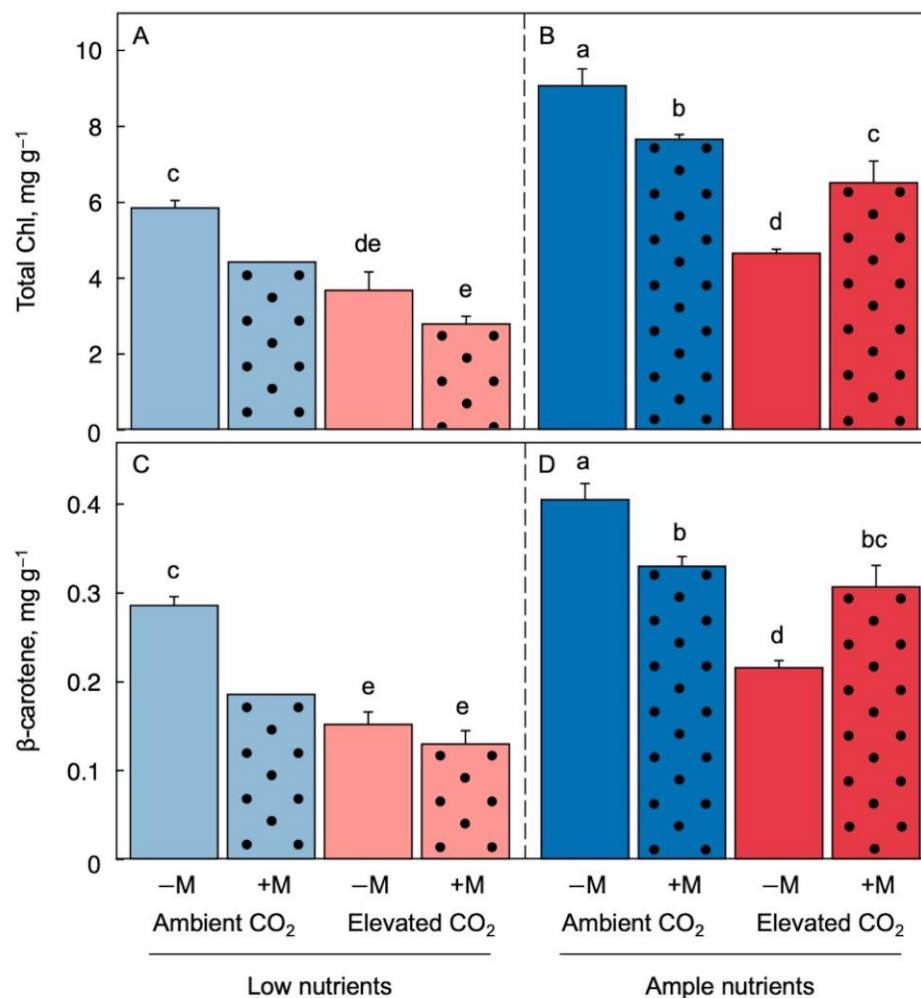 A
B
Total Chl, mg g⁻¹
10
8
6
4
2
0
c
de
e
a
b
d
c
C
D
β-carotene, mg g⁻¹
0.4
0.3
0.2
0.1
0
c
e
e
a
b
d
bc
−M +M −M +M −M +M −M +M
Ambient CO₂ Elevated CO₂ Ambient CO₂ Elevated CO₂
Low nutrients Ample nutrients